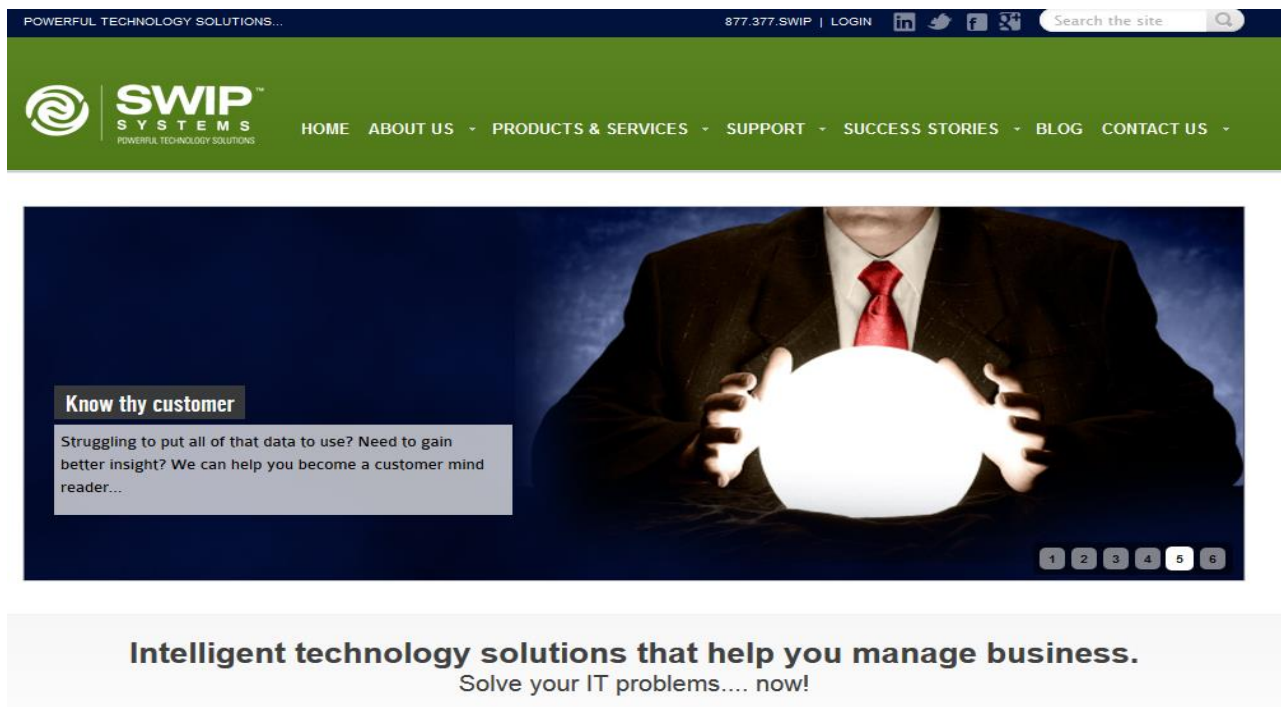 POWERFUL TECHNOLOGY SOLUTIONS...
877.377.SWIP | LOGIN
Search the site
SWIP™
SYSTEMS
POWERFUL TECHNOLOGY SOLUTIONS
HOME ABOUT US PRODUCTS & SERVICES SUPPORT SUCCESS STORIES BLOG CONTACT US
Know thy customer
Struggling to put all of that data to use? Need to gain
better insight? We can help you become a customer mind
reader...
1 2 3 4 5 6
Intelligent technology solutions that help you manage business.
Solve your IT problems.... now!